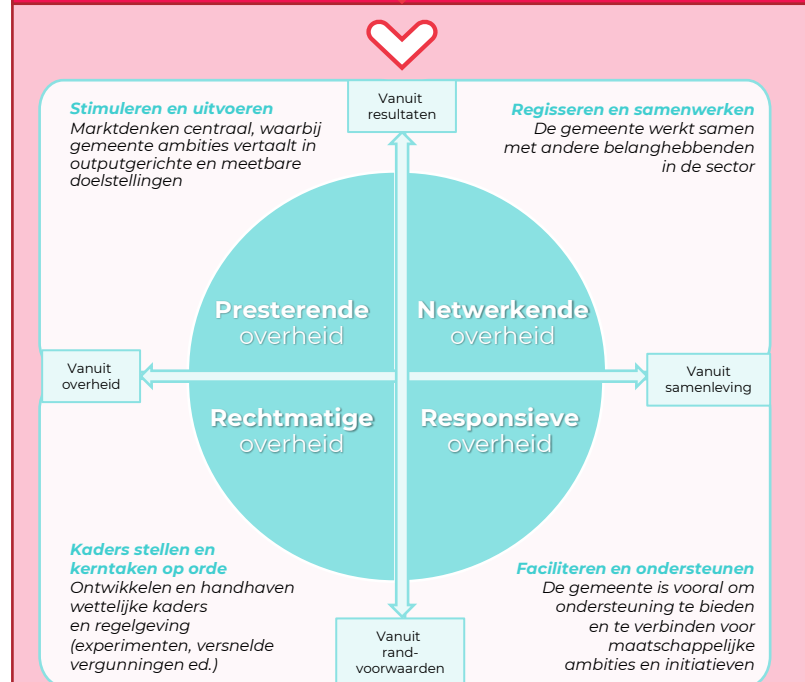 Vanuit
resultaten
Stimuleren en uitvoeren
Marktdenken centraal, waarbij
gemeente ambities vertaalt in
outputgerichte en meetbare
doelstellingen
Regisseren en samenwerken
De gemeente werkt samen
met andere belanghebbenden
in de sector
Presterende
overheid
Netwerkende
overheid
Vanuit
overheid
Vanuit
samenleving
Rechtmatige
overheid
Responsieve
overheid
Kaders stellen en
kerntaken op orde
Ontwikkelen en handhaven
wettelijke kaders
en regelgeving
(experimenten, versnelde
vergunningen ed.)
Faciliteren en ondersteunen
De gemeente is vooral om
ondersteuning te bieden
en te verbinden voor
maatschappelijke
ambities en initiatieven
Vanuit
rand-
voorwaarden